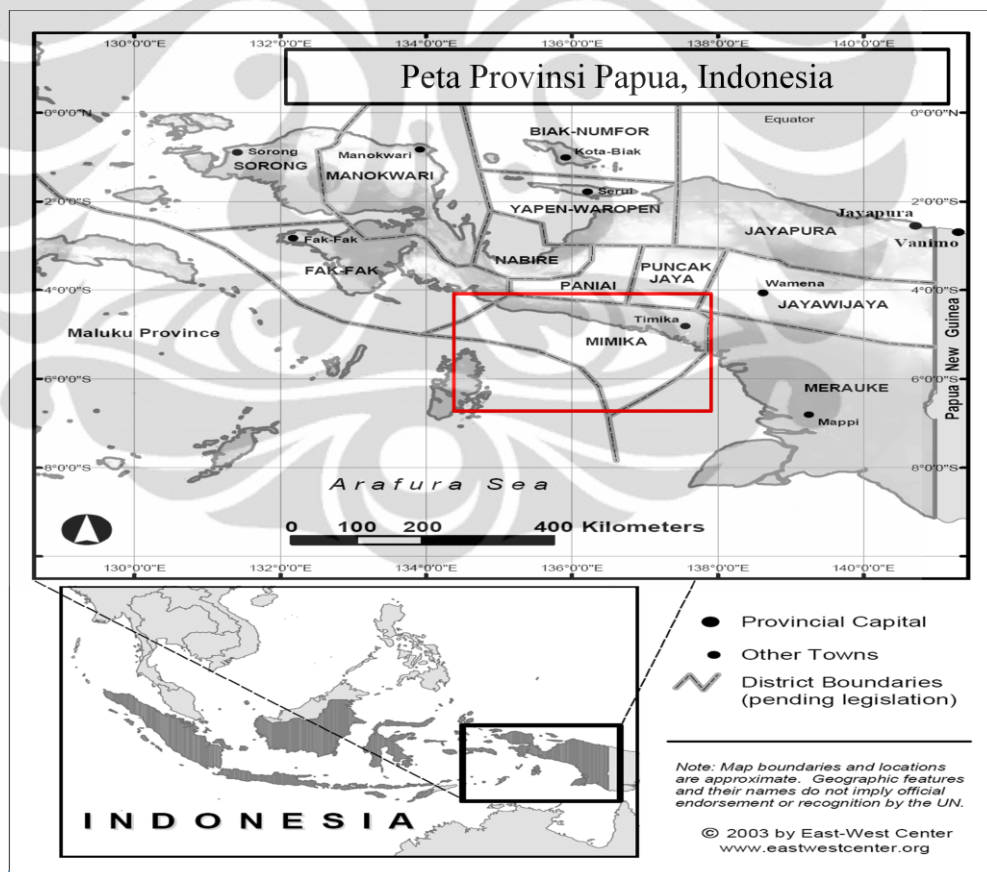 130°0'0"E 132°0'0"E 134°0'0"E 136°0'0"E 138°0'0"E 140°0'0"E
Peta Provinsi Papua, Indonesia
0°0'0"N
0°0'0"N
Equator
BIAK-NUMFOR
Kota-Biak
Sorong
SORONG
Manokwari
MANOKWARI
Serui
YAPEN-WAROPEN
2°0'0"S
2°0'0"S
Jayapura
JAYAPURA
Vanimo
Fak-Fak
FAK-FAK
NABIRE
PUNCAK
JAYA
PANIAI
Wamena
JAYAWIJAYA
4°0'0"S
4°0'0"S
Maluku Province
Timika
MIMIKA
Papua New Guinea
6°0'0"S
6°0'0"S
MERAUKE
Mappi
8°0'0"S
8°0'0"S
Arafura Sea
0 100 200 400 Kilometers
130°0'0"E 132°0'0"E 134°0'0"E 136°0'0"E 138°0'0"E 140°0'0"E
Provincial Capital
Other Towns
District Boundaries
(pending legislation)
Note: Map boundaries and locations
are approximate. Geographic features
and their names do not imply official
endorsement or recognition by the UN.
© 2003 by East-West Center
www.eastwestcenter.org
INDONESIA